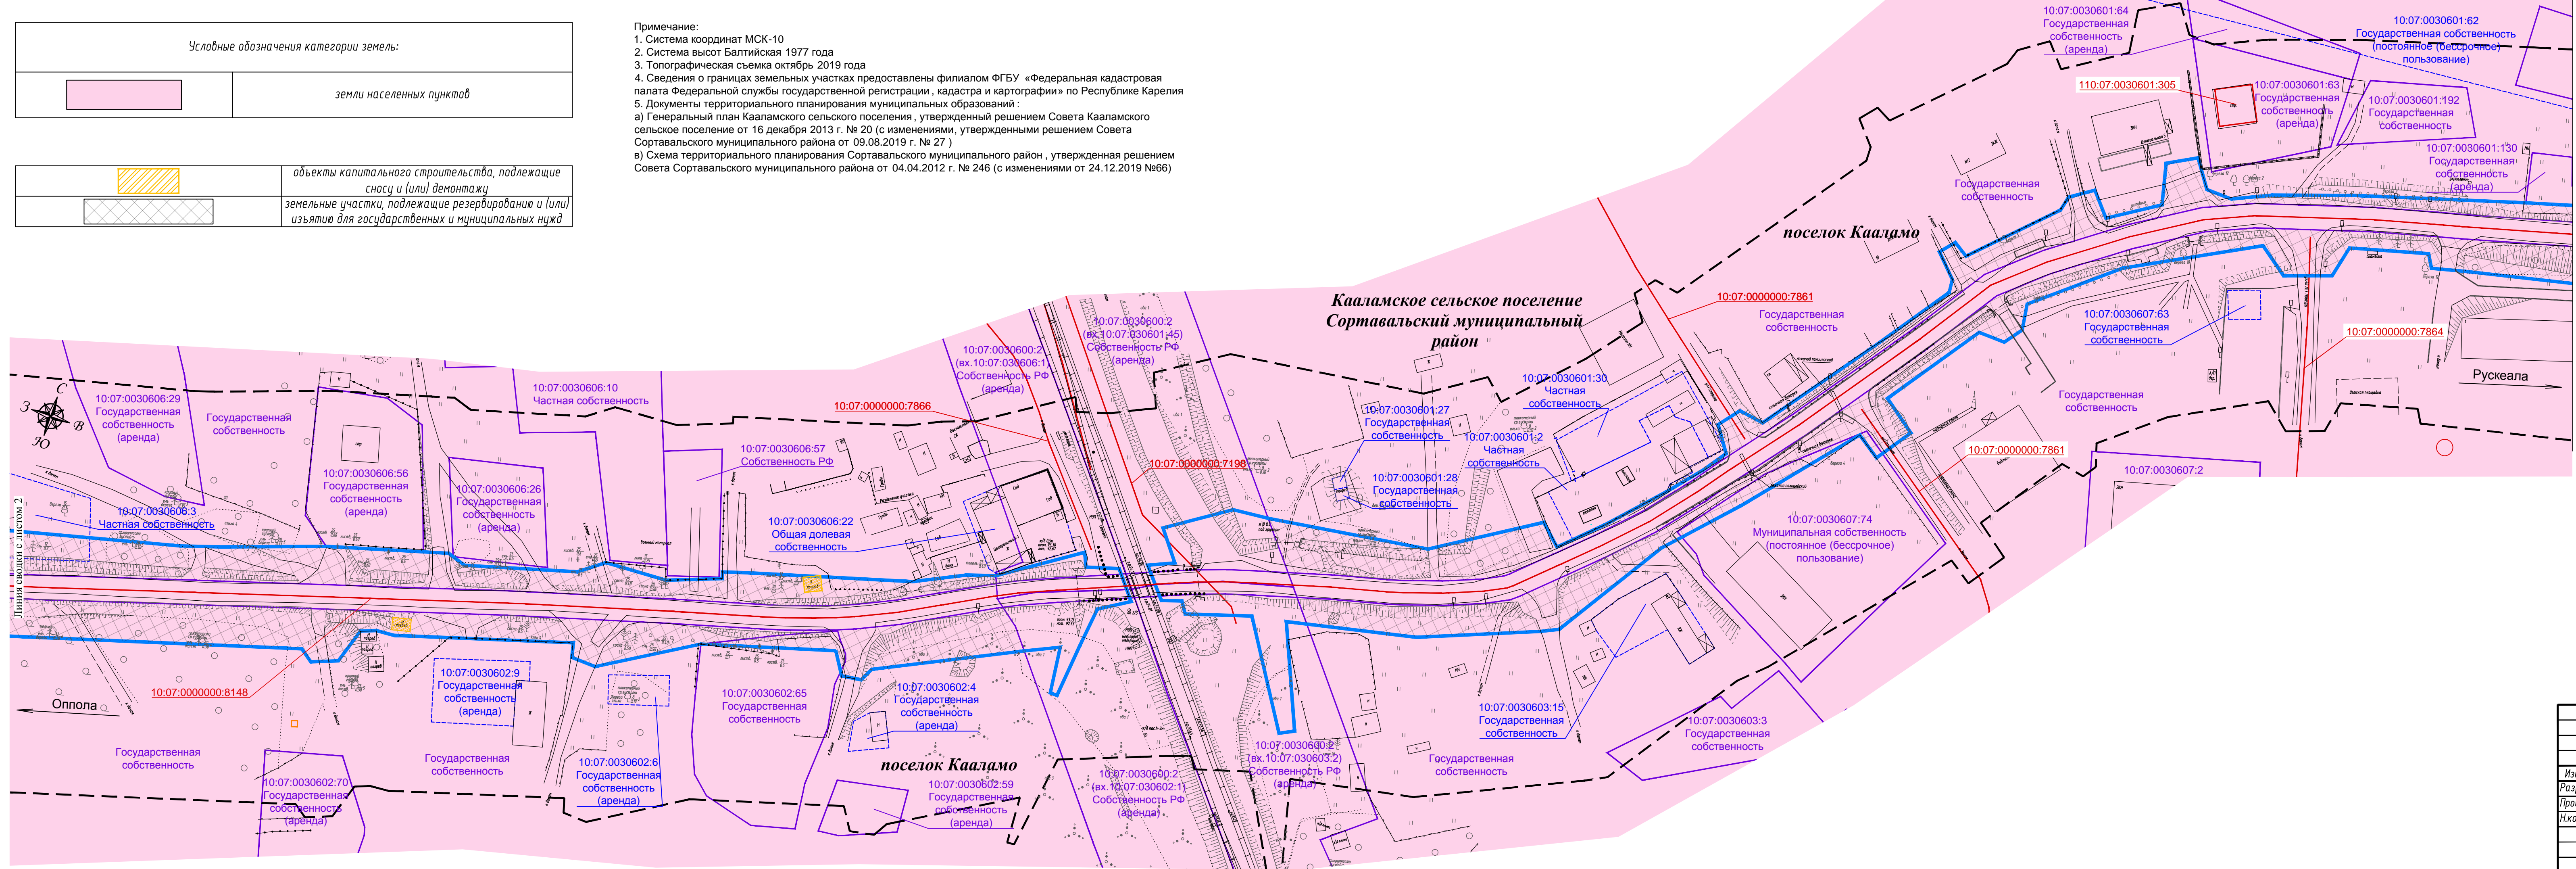 Условные обозначения категории земель:
земли населенных пунктов
объекты капитального строительства, подлежащие
сносу и (или) демонтажу
земельные участки, подлежащие резервированию и (или)
изъятию для государственных и муниципальных нужд
Примечание:
1. Система координат МСК-10
2. Система высот Балтийская 1977 года
3. Топографическая съемка октябрь 2019 года
4. Сведения о границах земельных участках предоставлены филиалом ФГБУ «Федеральная кадастровая
палата Федеральной службы государственной регистрации , кадастра и картографии» по Республике Карелия
5. Документы территориального планирования муниципальных образований :
а) Генеральный план Кааламского сельского поселения , утвержденный решением Совета Кааламского
сельское поселение от 16 декабря 2013 г. № 20 (с изменениями, утвержденными решением Совета
Сортавальского муниципального района от 09.08.2019 г. № 27 )
в) Схема территориального планирования Сортавальского муниципального район , утвержденная решением
Совета Сортавальского муниципального района от 04.04.2012 г. № 246 (с изменениями от 24.12.2019 №66)
10:07:0030601:64
Государственная
собственность
(аренда)
10:07:0030601:62
Государственная собственность
(постоянное (бессрочное)
пользование)
110:07:0030601:305
10:07:0030601:63
Государственная
собственность
(аренда)
10:07:0030601:192
Государственная
собственность
10:07:0030601:130
Государственная
собственность
(аренда)
Государственная
собственность
поселок Кааламо
Кааламское сельское поселение
Сортавальский муниципальный
район
10:07:0000000:7861
Государственная
собственность
10:07:0030607:63
Государственная
собственность
10:07:0000000:7864
Рускеала
Государственная
собственность
10:07:0000000:7861
10:07:0030607:2
10:07:0030607:74
Муниципальная собственность
(постоянное (бессрочное)
пользование)
10:07:0030600:2
(вх.10:07:030601:45)
Собственность РФ
(аренда)
10:07:0030600:2
(вх.10:07:030606:1)
Собственность РФ
(аренда)
10:07:0000000:7866
10:07:0000000:7198
10:07:0030601:30
Частная
собственность
10:07:0030601:27
Государственная
собственность
10:07:0030601:2
Частная
собственность
10:07:0030601:28
Государственная
собственность
С
З
В
Ю
10:07:0030606:29
Государственная
собственность
(аренда)
Государственная
собственность
10:07:0030606:10
Частная собственность
10:07:0030606:57
Собственность РФ
10:07:0030606:56
Государственная
собственность
(аренда)
10:07:0030606:26
Государственная
собственность
(аренда)
10:07:0030606:3
Частная собственность
10:07:0030606:22
Общая долевая
собственность
Линия сводки с листом 2
10:07:0000000:8148
Оппола
10:07:0030602:9
Государственная
собственность
(аренда)
10:07:0030602:65
Государственная
собственность
10:07:0030602:4
Государственная
собственность
(аренда)
Государственная
собственность
Государственная
собственность
10:07:0030602:70
Государственная
собственность
(аренда)
10:07:0030602:6
Государственная
собственность
(аренда)
поселок Кааламо
10:07:0030602:59
Государственная
собственность
(аренда)
10:07:0030600:2
(вх.10:07:030602:1)
Собственность РФ
(аренда)
10:07:0030600:2
(вх.10:07:030603:2)
Собственность РФ
(аренда)
10:07:0030603:15
Государственная
собственность
Государственная
собственность
10:07:0030603:3
Государственная
собственность